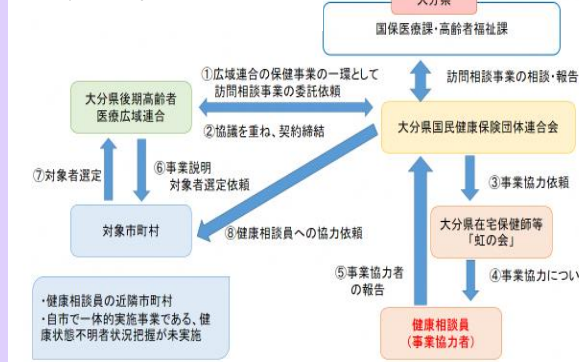 大分県
国保医療課・高齢者福祉課
①広域連合の保健事業の一環として
訪問相談事業の委託依頼
訪問相談事業の相談・報告
大分県後期高齢者
医療広域連合
大分県国民健康保険団体連合会
②協議を重ね、契約締結
⑦対象者選定
⑥事業説明
対象者選定依頼
③事業協力依頼
対象市町村
⑧健康相談員への協力依頼
大分県在宅保健師等
「虹の会」
⑤事業協力者
の報告
④事業協力につい
・健康相談員の近隣市町村
・自市で一体的実施事業である、健
康状態不明者状況把握が未実施
健康相談員
（事業協力者）